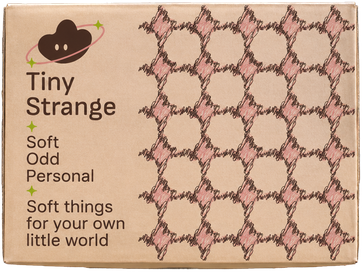 Tiny
Strange
Soft
Odd
Personal
Soft things
for your own
little world